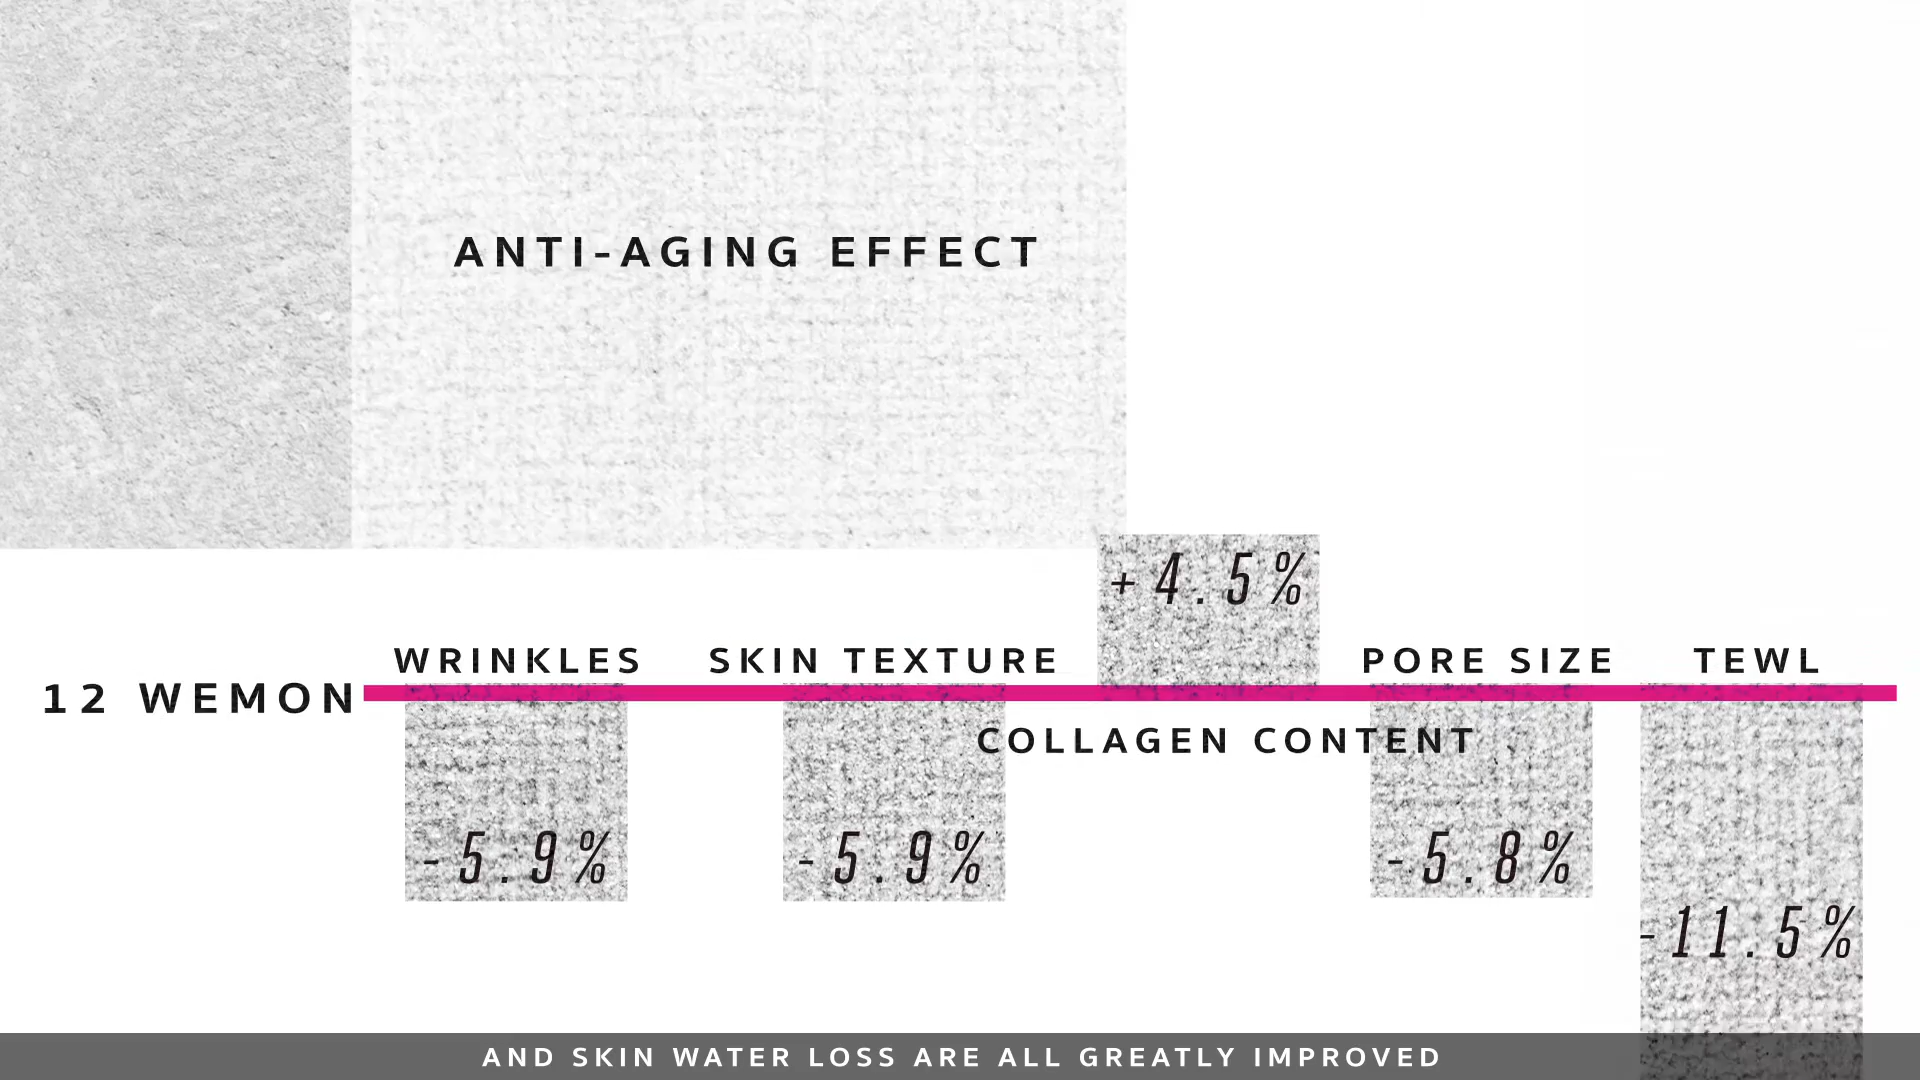 ANTI-AGING EFFECT
+4.5%
WRINKLES
SKIN TEXTURE
PORE SIZE
TEWL
12 WEMON
COLLAGEN CONTENT
-5.9%
-5.9%
-5.8%
-11.5%
AND SKIN WATER LOSS ARE ALL GREATLY IMPROVED